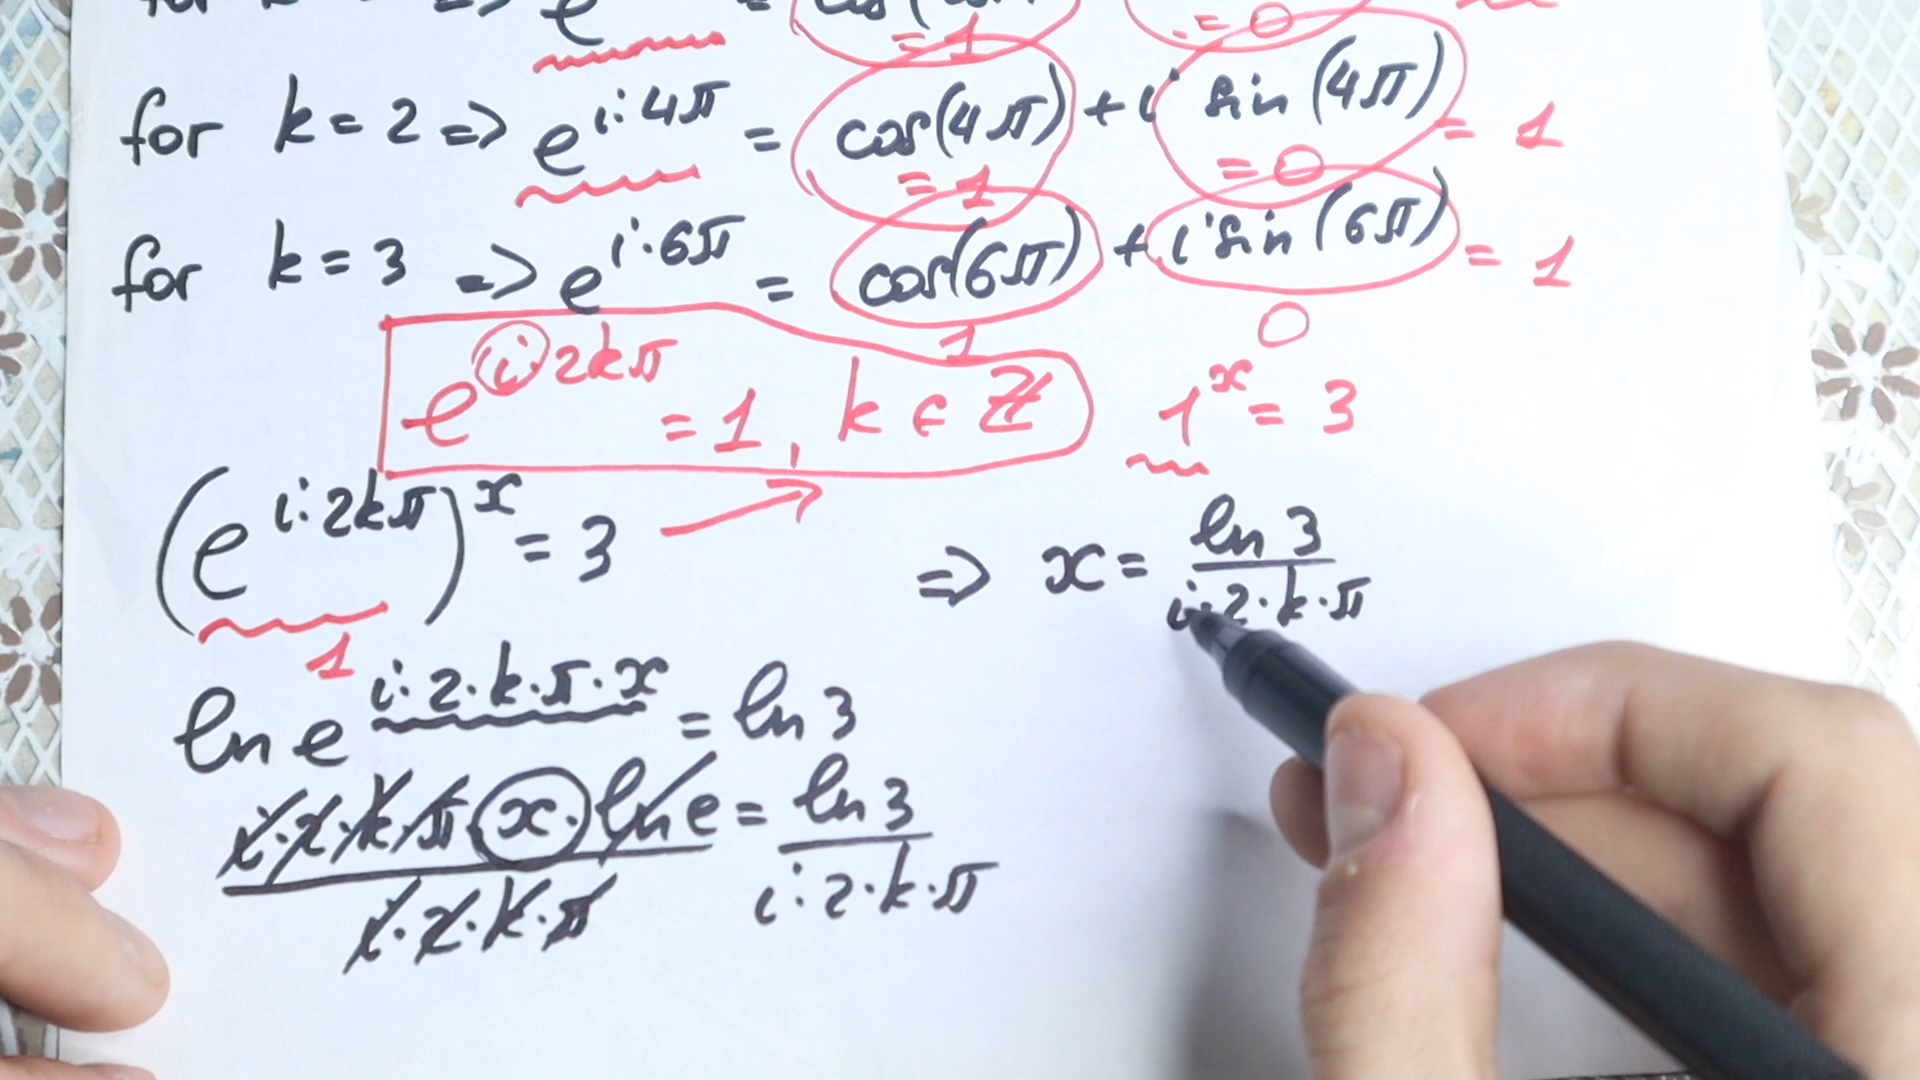 for k = 2 => e^{i·4π} = cos(4π) + i sin(4π) = 1
= 1 = 0
for k = 3 => e^{i·6π} = cos(6π) + i sin(6π) = 1
1 0
e^{i·2kπ} = 1, k ∈ ℤ 1^x = 3
(e^{i·2kπ})^x = 3 => x = ln 3 / i·2·k·π
1
ln e^{i·2·k·π·x} = ln 3
i·2·k·π·x·ln e / i·2·k·π = ln 3 / i·2·k·π